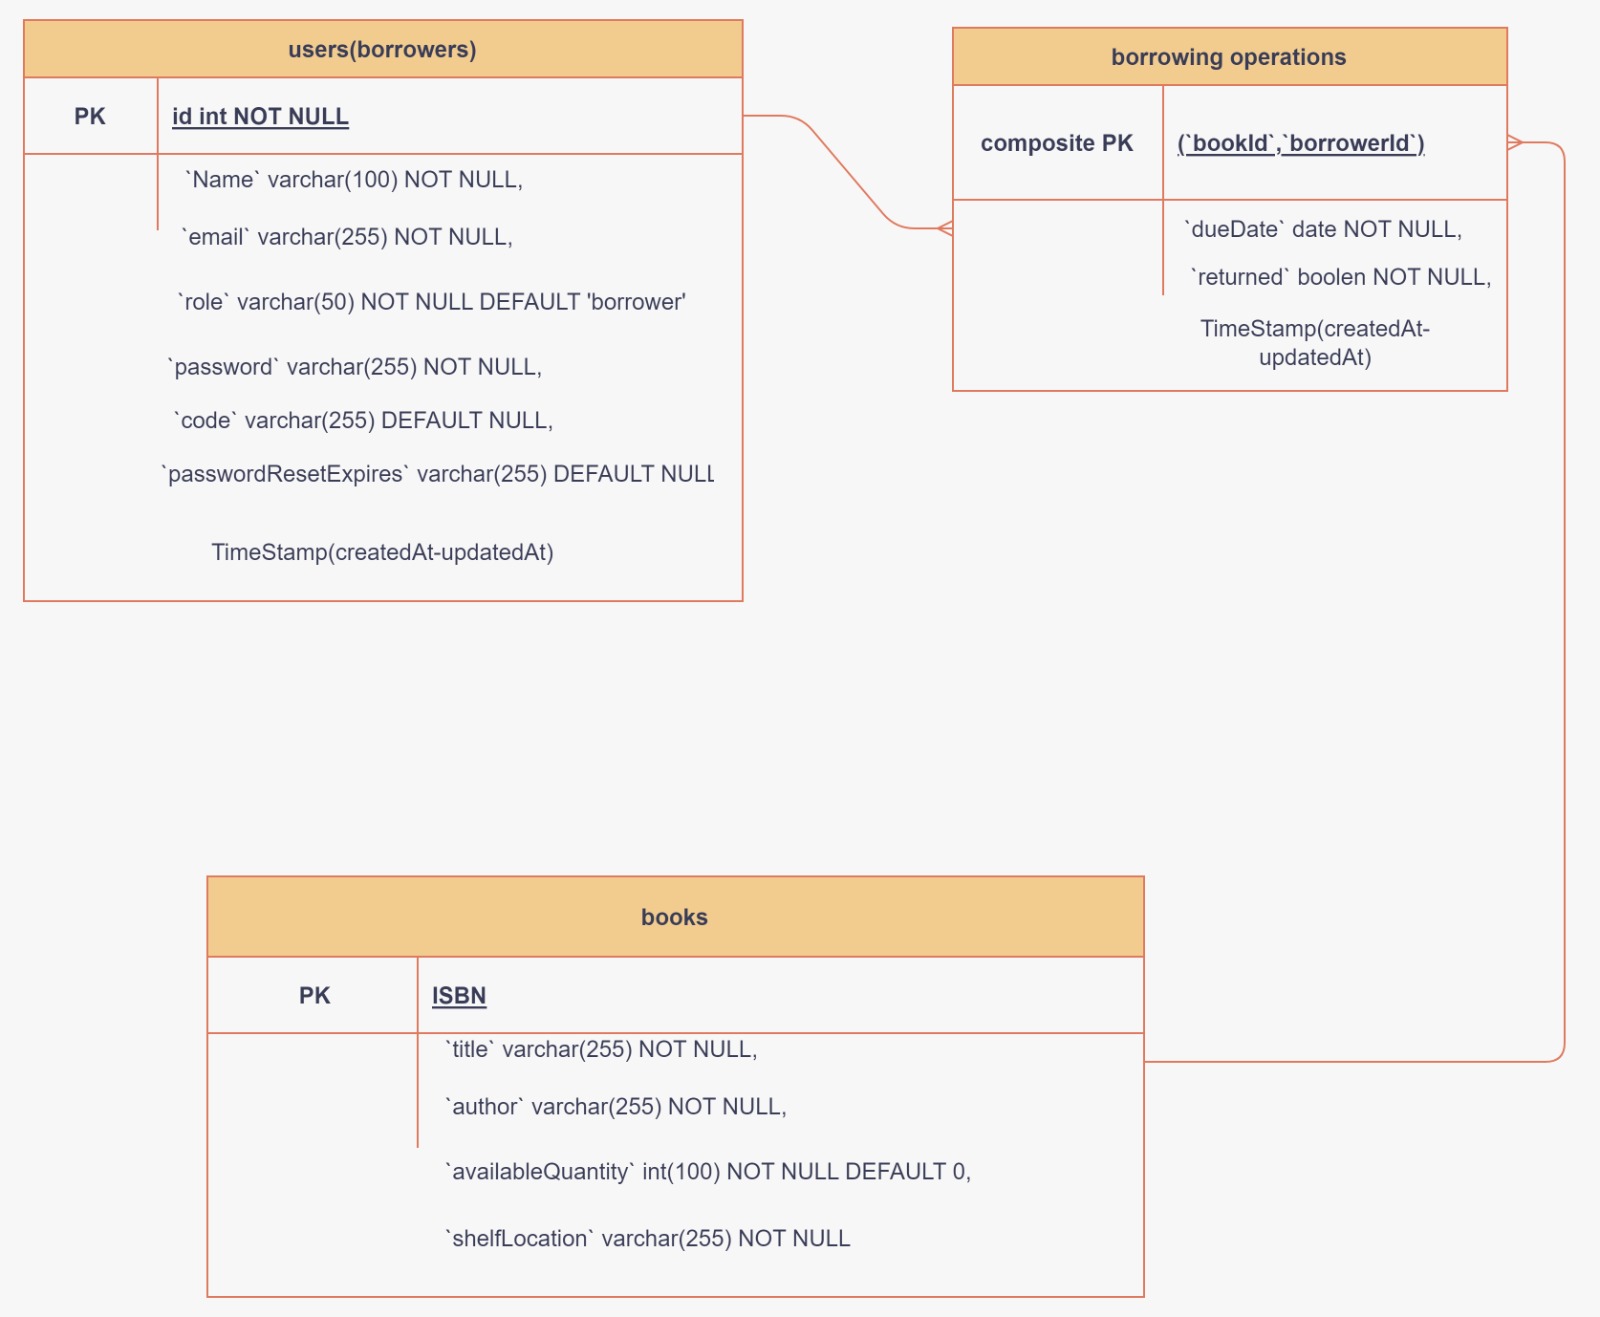 users(borrowers)
PK
id int NOT NULL
`Name` varchar(100) NOT NULL,
`email` varchar(255) NOT NULL,
`role` varchar(50) NOT NULL DEFAULT 'borrower'
`password` varchar(255) NOT NULL,
`code` varchar(255) DEFAULT NULL,
`passwordResetExpires` varchar(255) DEFAULT NULL
TimeStamp(createdAt-updatedAt)
borrowing operations
composite PK
(`bookId`,`borrowerId`)
`dueDate` date NOT NULL,
`returned` boolen NOT NULL,
TimeStamp(createdAt-
updatedAt)
books
PK
ISBN
`title` varchar(255) NOT NULL,
`author` varchar(255) NOT NULL,
`availableQuantity` int(100) NOT NULL DEFAULT 0,
`shelfLocation` varchar(255) NOT NULL